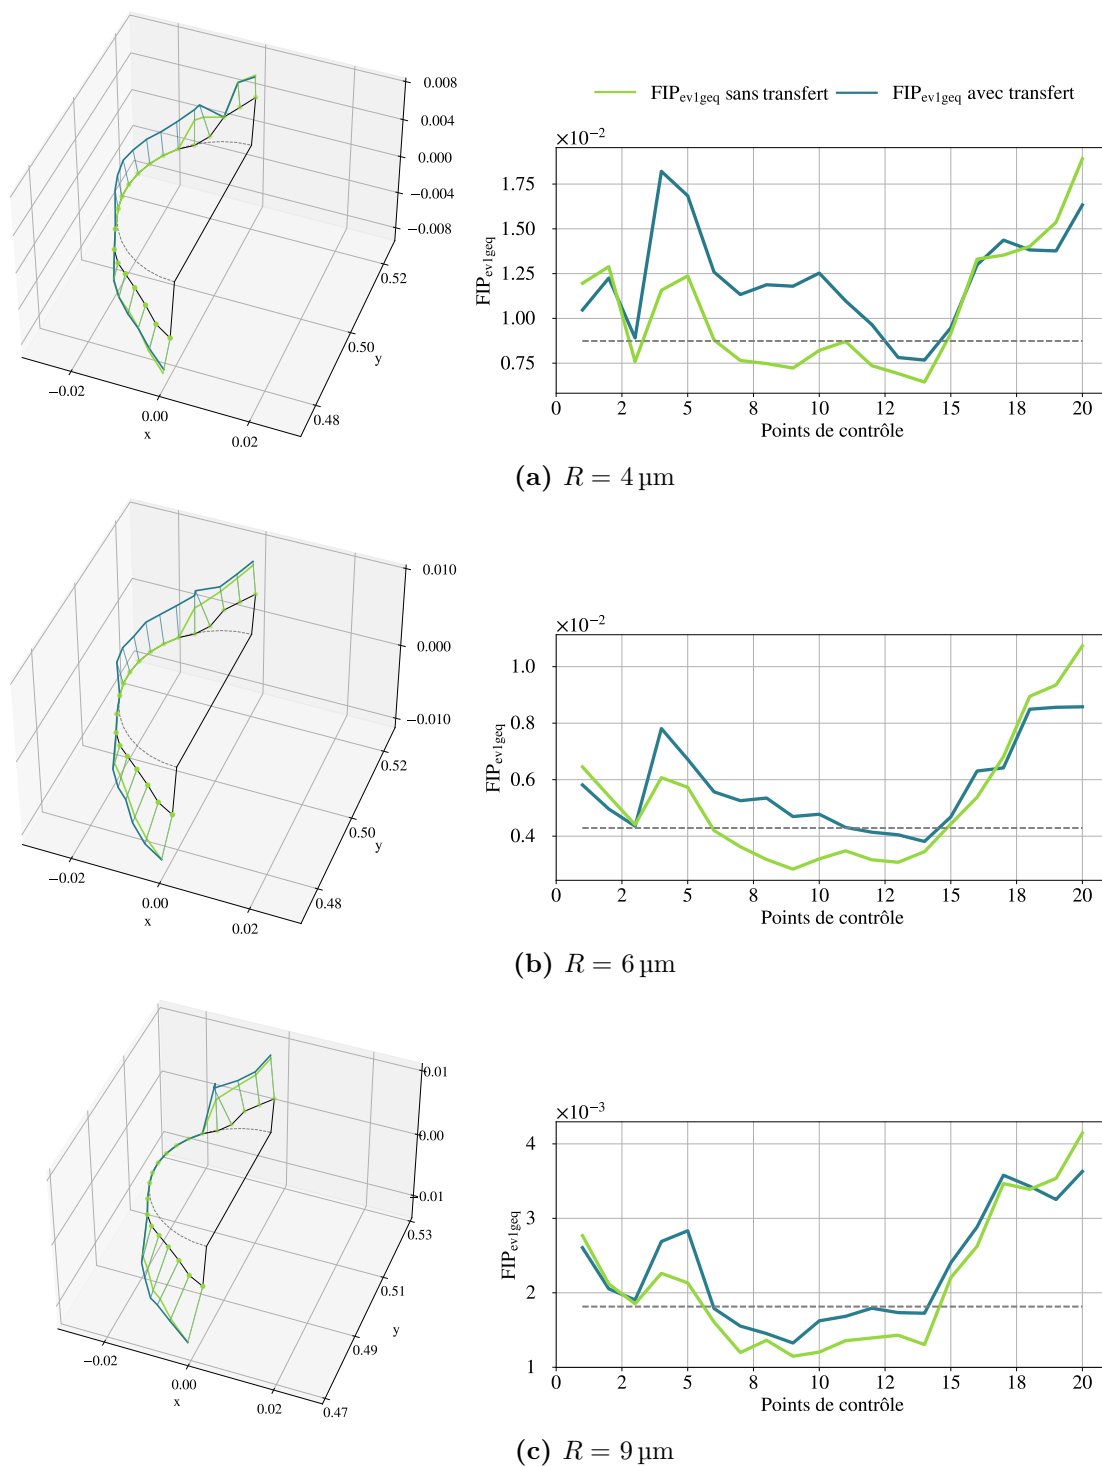 FIPev1geq sans transfert FIPev1geq avec transfert
0.008
0.004
0.000
−0.004
−0.008
0.52
0.50
y
0.48
−0.02
0.00
0.02
x
×10−2
1.75
1.50
1.25
1.00
0.75
FIPev1geq
0 2 5 7 10 12 15 18 20
Points de contrôle
(a) R = 4 µm
0.010
0.000
−0.010
0.52
0.50
y
0.48
−0.02
0.00
0.02
x
×10−2
1.0
0.8
0.6
0.4
FIPev1geq
0 2 5 7 10 12 15 18 20
Points de contrôle
(b) R = 6 µm
0.01
0.00
0.01
0.53
0.51
y
0.49
0.47
−0.02
0.00
0.02
x
×10−3
4
3
2
1
FIPev1geq
0 2 5 7 10 12 15 18 20
Points de contrôle
(c) R = 9 µm